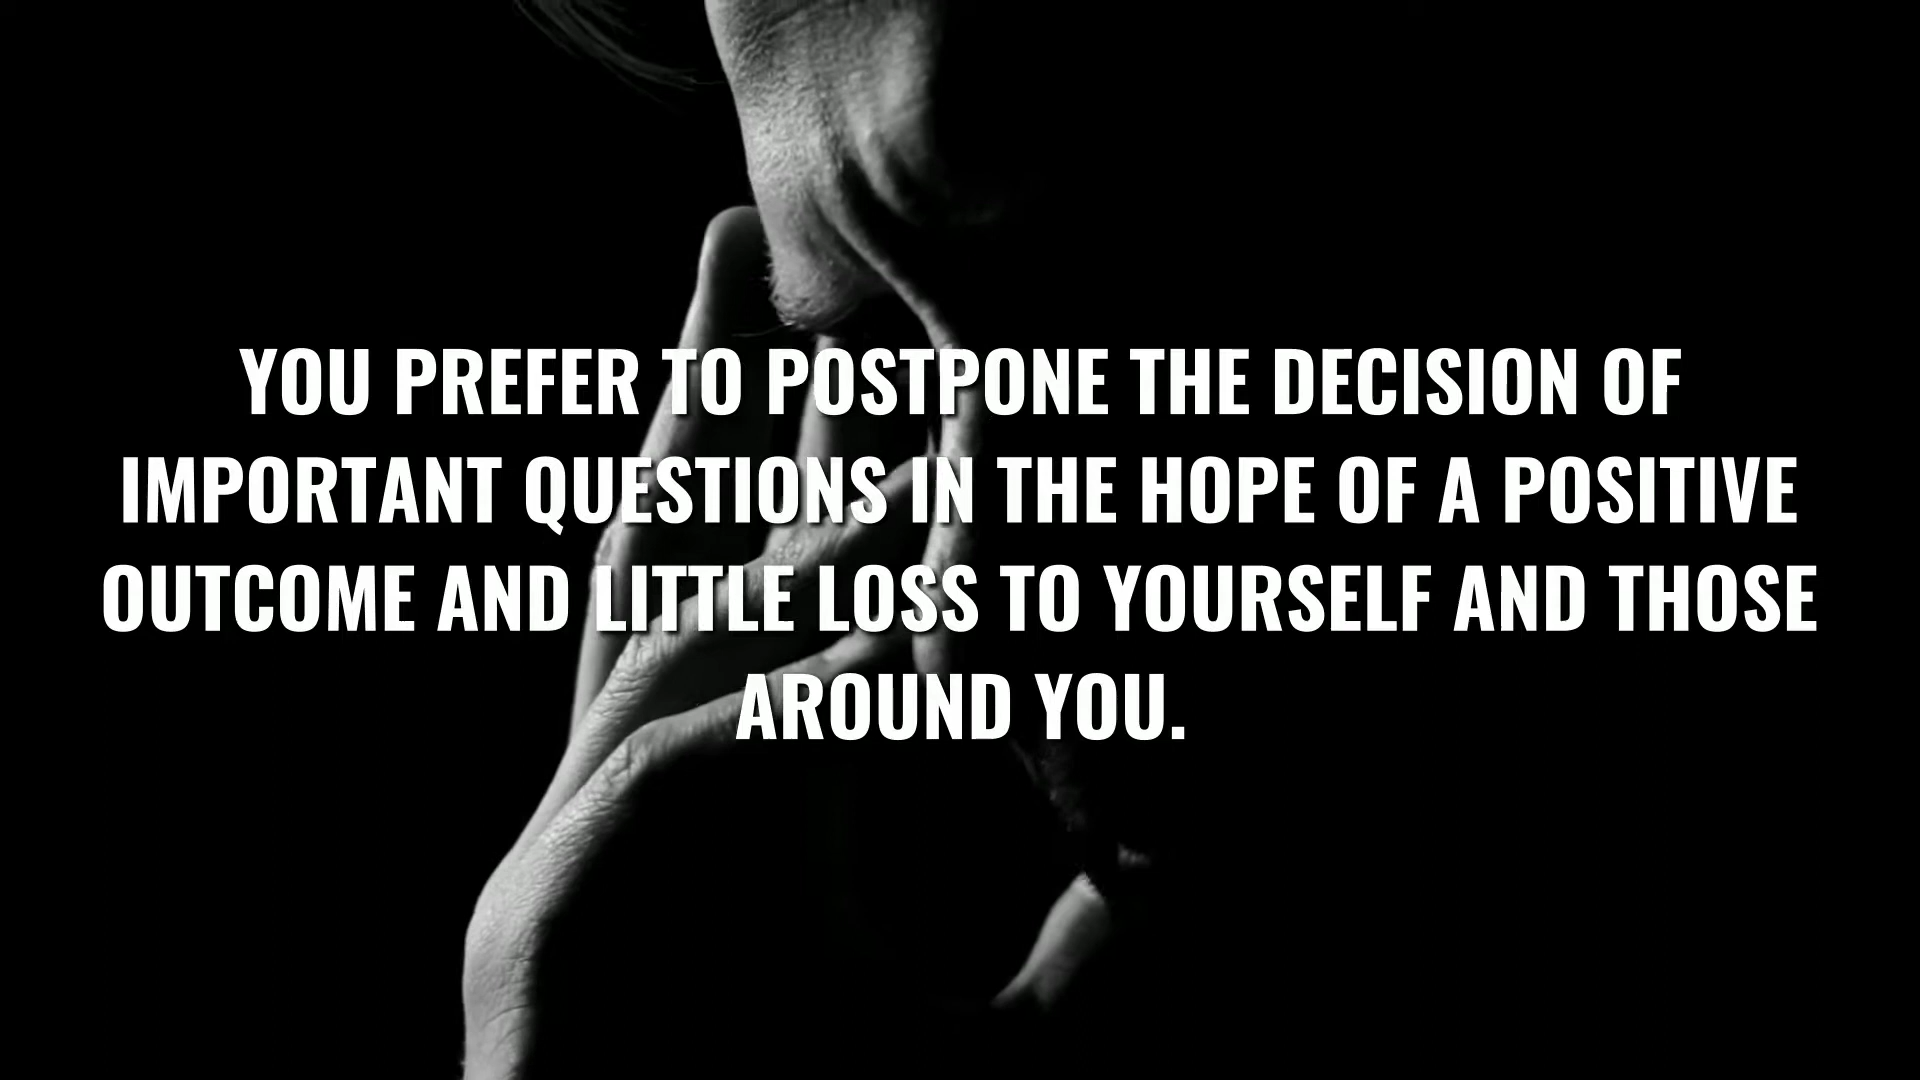 YOU PREFER TO POSTPONE THE DECISION OF
IMPORTANT QUESTIONS IN THE HOPE OF A POSITIVE
OUTCOME AND LITTLE LOSS TO YOURSELF AND THOSE
AROUND YOU.